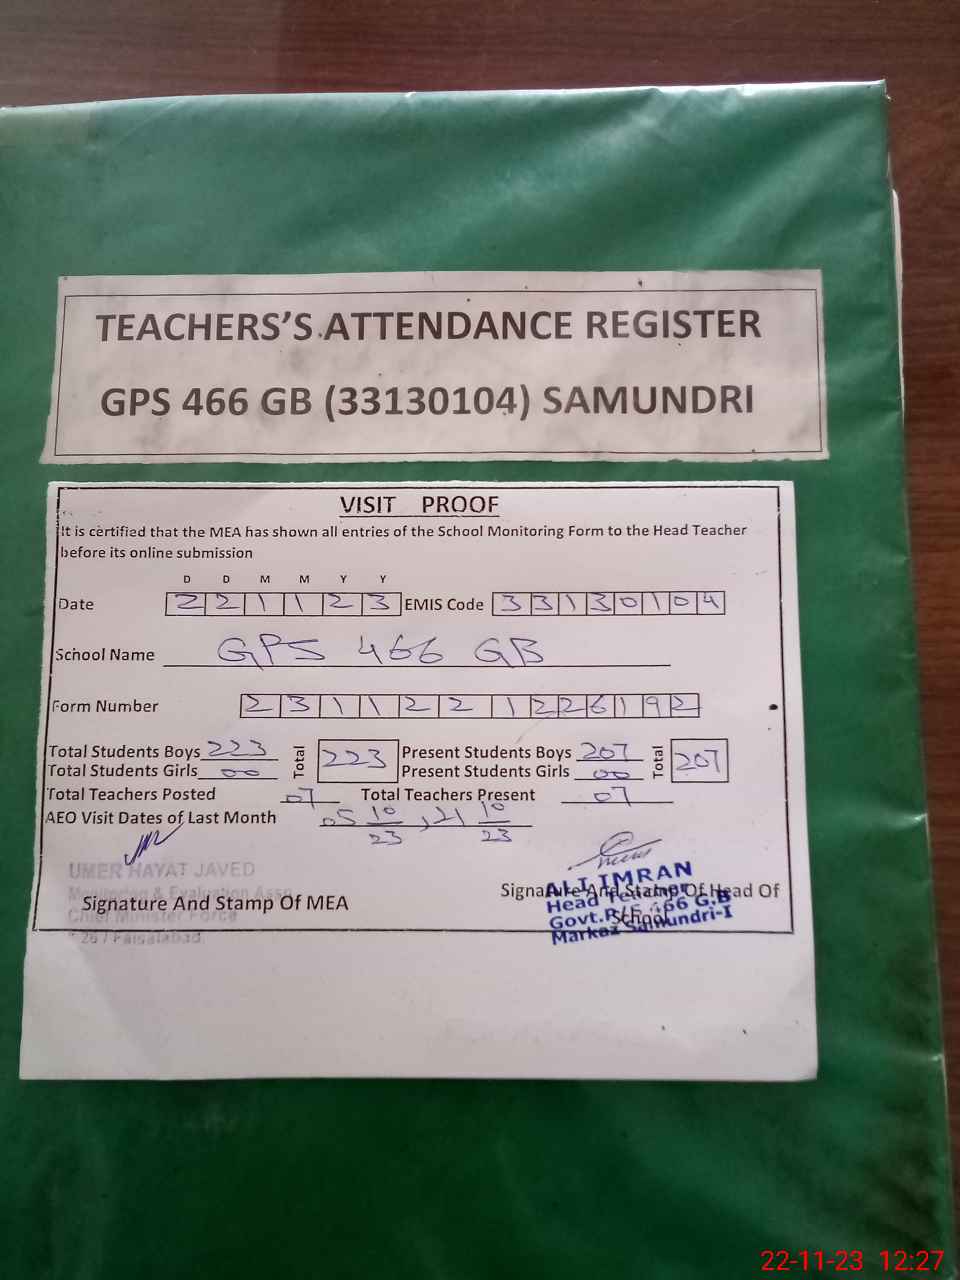 TEACHERS'S ATTENDANCE REGISTER
GPS 466 GB (33130104) SAMUNDRI
VISIT PROOF
It is certified that the MEA has shown all entries of the School Monitoring Form to the Head Teacher
before its online submission
D D M M Y Y
Date 2 2 1 1 2 3 EMIS Code 3 3 1 3 0 1 0 4
School Name GPS 466 GB
Form Number 2 3 1 1 2 2 1 2 2 6 1 9 2
Total Students Boys 223 Total 223 Present Students Boys 207 Total 207
Total Students Girls 00 Present Students Girls 00
Total Teachers Posted 07 Total Teachers Present 07
AEO Visit Dates of Last Month 05 10/23, 21 10/23
UMER HAYAT JAVED
Monitoring & Evaluation Assn
Chief Minister Force
Faisalabad
Signature And Stamp Of MEA
Signature And Stamp Of Head Of
School
ALI IMRAN
Head Teacher
Govt.P/S 466 G.B
Markaz Samundri-I
22-11-23 12:27